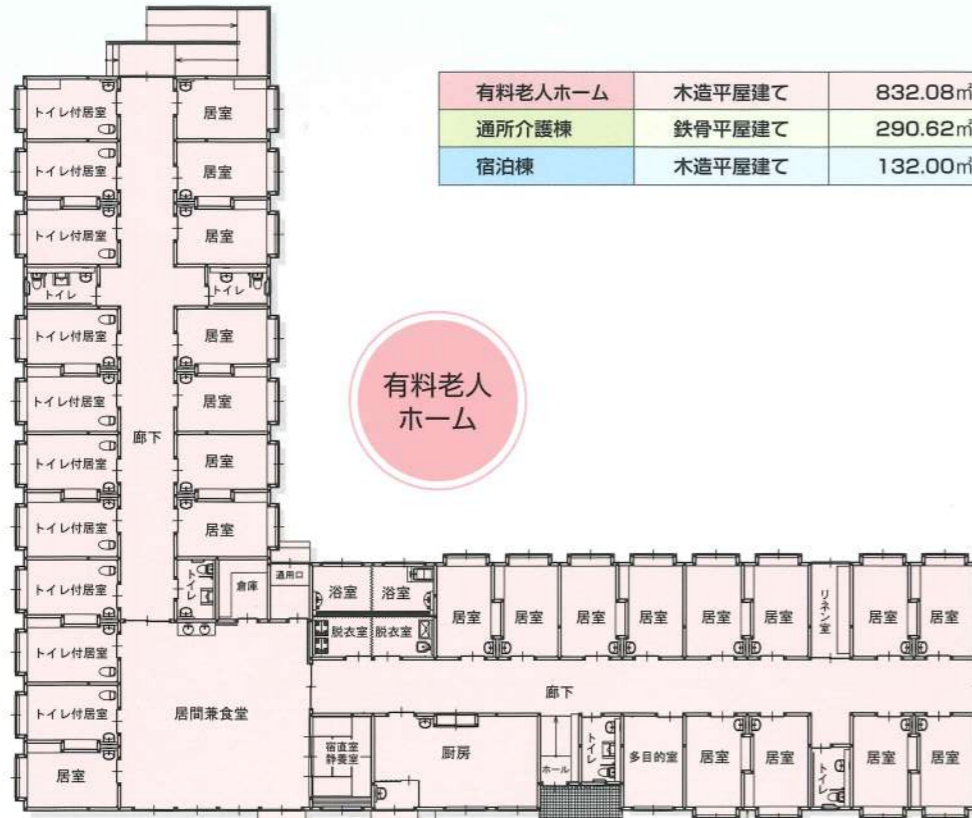 有料老人ホーム 木造平屋建て 832.08㎡
通所介護棟 鉄骨平屋建て 290.62㎡
宿泊棟 木造平屋建て 132.00㎡
トイレ付居室 居室
トイレ付居室 居室
トイレ付居室 居室
トイレ トイレ
トイレ付居室 居室
トイレ付居室 居室
廊下
トイレ付居室 居室
トイレ付居室 居室
トイレ付居室
トイレ 倉庫 通用口
トイレ付居室
トイレ付居室
居室
有料老人
ホーム
浴室 浴室 居室 居室 居室 居室 居室 居室 リネン室 居室 居室
脱衣室 脱衣室
居間兼食堂
廊下
宿直室
静養室
厨房 ホール トイレ 多目的室 居室 居室 トイレ 居室 居室